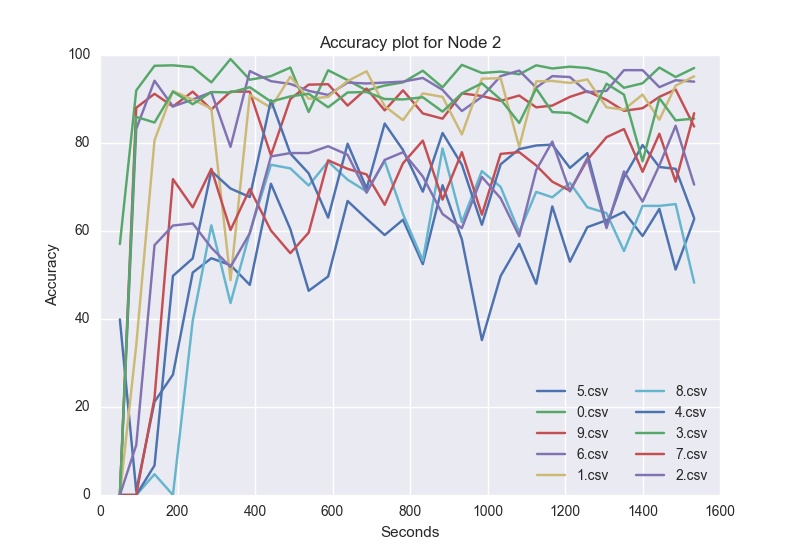 Accuracy plot for Node 2
100
80
60
40
20
0
Accuracy
0 200 400 600 800 1000 1200 1400 1600
Seconds
5.csv
0.csv
9.csv
6.csv
1.csv
8.csv
4.csv
3.csv
7.csv
2.csv